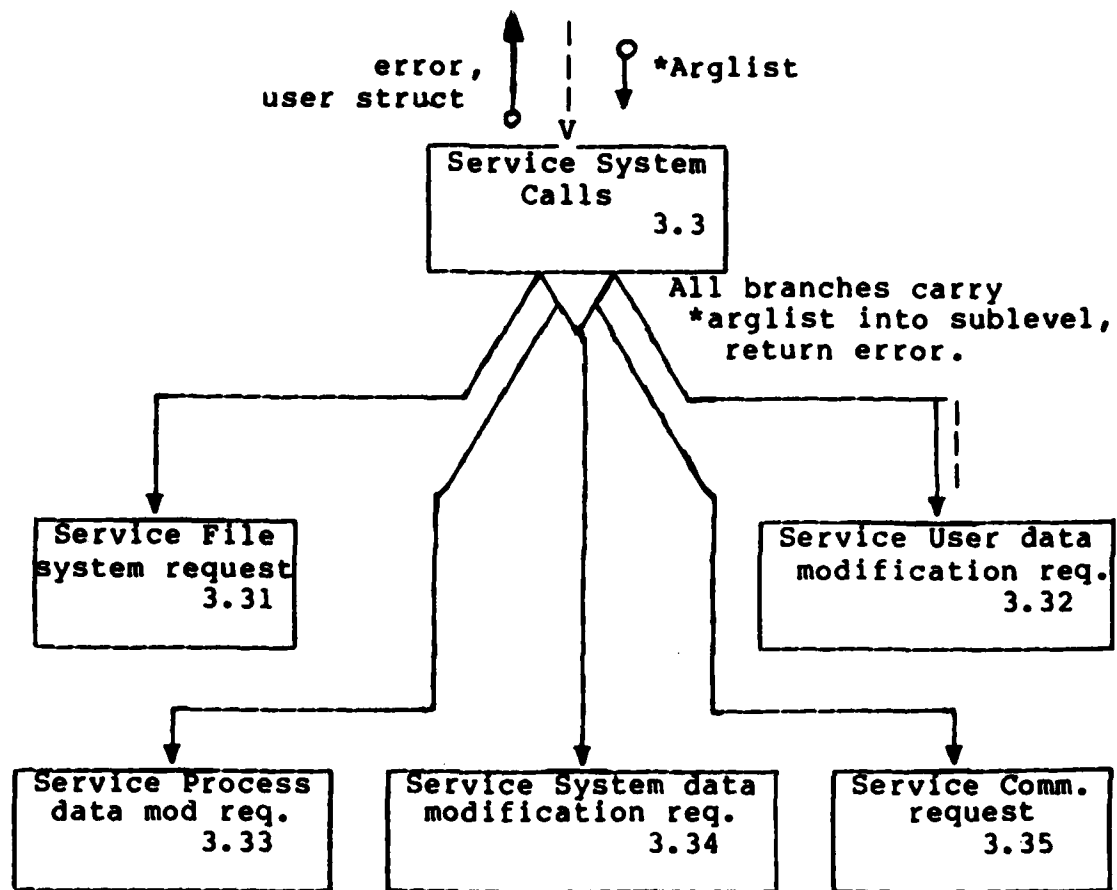 error,
user struct
*Arglist
V
Service System
Calls
3.3
All branches carry
*arglist into sublevel,
return error.
Service File
system request
3.31
Service User data
modification req.
3.32
Service Process
data mod req.
3.33
Service System data
modification req.
3.34
Service Comm.
request
3.35